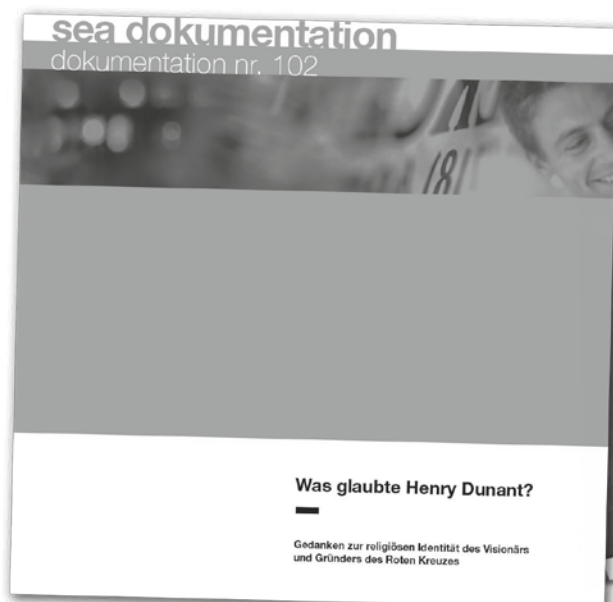 sea dokumentation
dokumentation nr. 102
Was glaubte Henry Dunant?
Gedanken zur religiösen Identität des Visionärs
und Gründers des Roten Kreuzes